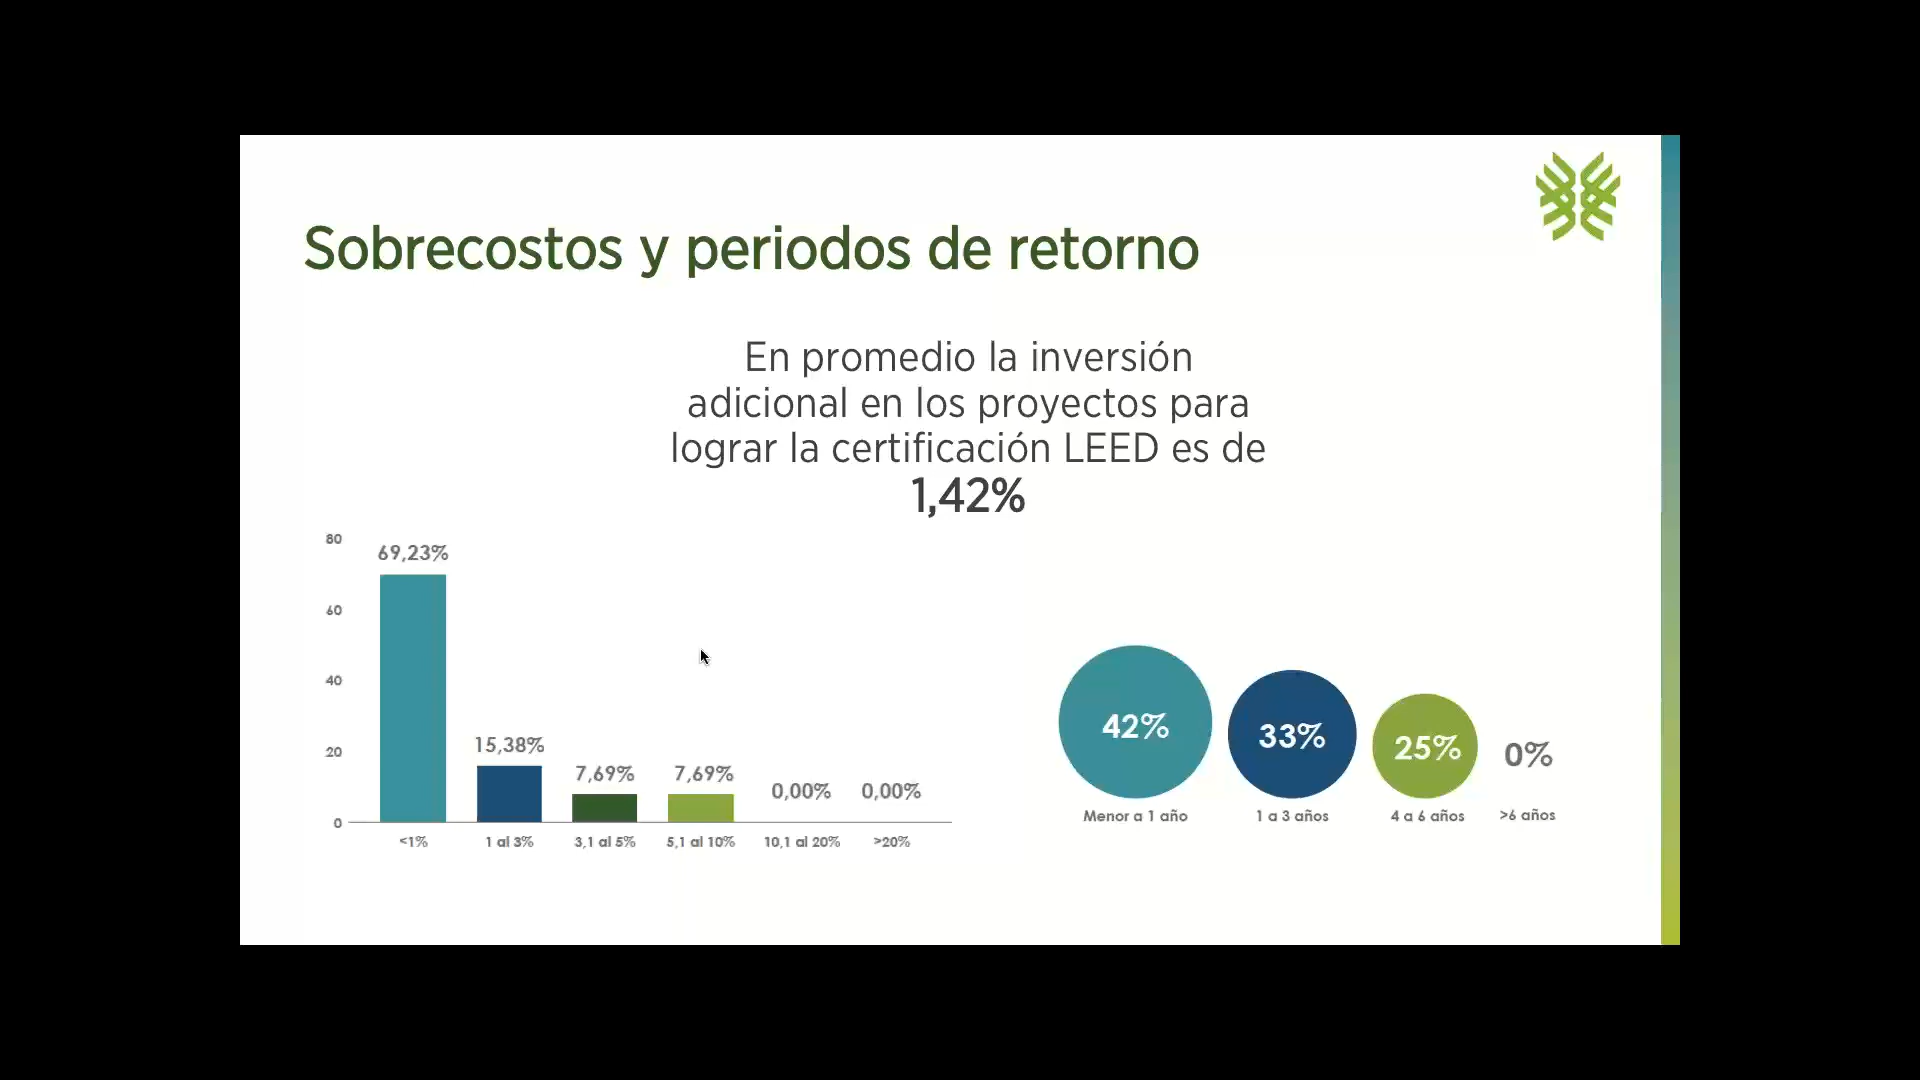 Sobrecostos y periodos de retorno
En promedio la inversión
adicional en los proyectos para
lograr la certificación LEED es de
1,42%
80
60
40
20
0
69,23%
15,38%
7,69%
7,69%
0,00%
0,00%
<1%
1 al 3%
3,1 al 5%
5,1 al 10%
10,1 al 20%
>20%
42%
33%
25%
0%
Menor a 1 año
1 a 3 años
4 a 6 años
>6 años